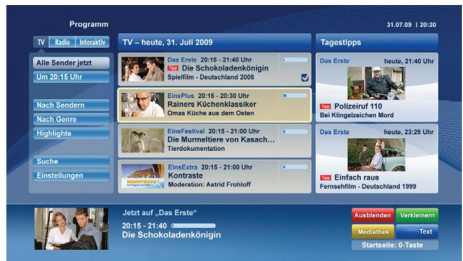 Programm
31.07.09 | 20:20
TV Radio Interaktiv
Alle Sender jetzt
Um 20:15 Uhr
Nach Sendern
Nach Genre
Highlights
Suche
Einstellungen
TV – heute, 31. Juli 2009
Das Erste 20:15 - 21:40 Uhr
Tipp Die Schokoladenkönigin
Spielfilm - Deutschland 2005
EinsPlus 20:15 - 20:30 Uhr
Rainers Küchenklassiker
Omas Küche aus dem Osten
EinsFestival 20:15 - 21:00 Uhr
Die Murmeltiere von Kasach...
Tierdokumentation
EinsExtra 20:15 - 21:00 Uhr
Kontraste
Moderation: Astrid Frohloff
Tagestipps
Das Erste heute, 21:40 Uhr
Tipp Polizeiruf 110
Bei Klingelzeichen Mord
Das Erste heute, 23:25 Uhr
Tipp Einfach raus
Fernsehfilm - Deutschland 1999
Jetzt auf „Das Erste“
20:15 - 21:40
Die Schokoladenkönigin
Ausblenden Verkleinern
Mediathek Text
Startseite: 0-Taste